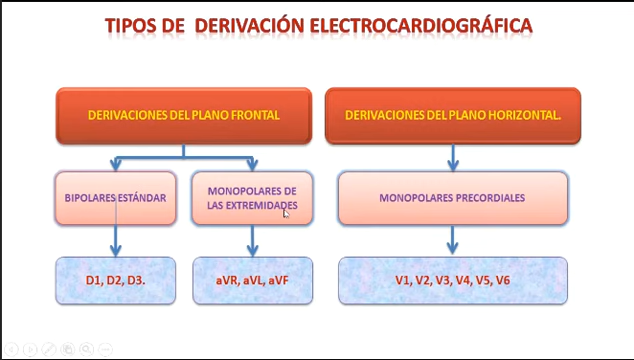 TIPOS DE DERIVACIÓN ELECTROCARDIOGRÁFICA
DERIVACIONES DEL PLANO FRONTAL
DERIVACIONES DEL PLANO HORIZONTAL.
BIPOLARES ESTÁNDAR
MONOPOLARES DE
LAS EXTREMIDADES
MONOPOLARES PRECORDIALES
D1, D2, D3.
aVR, aVL, aVF
V1, V2, V3, V4, V5, V6